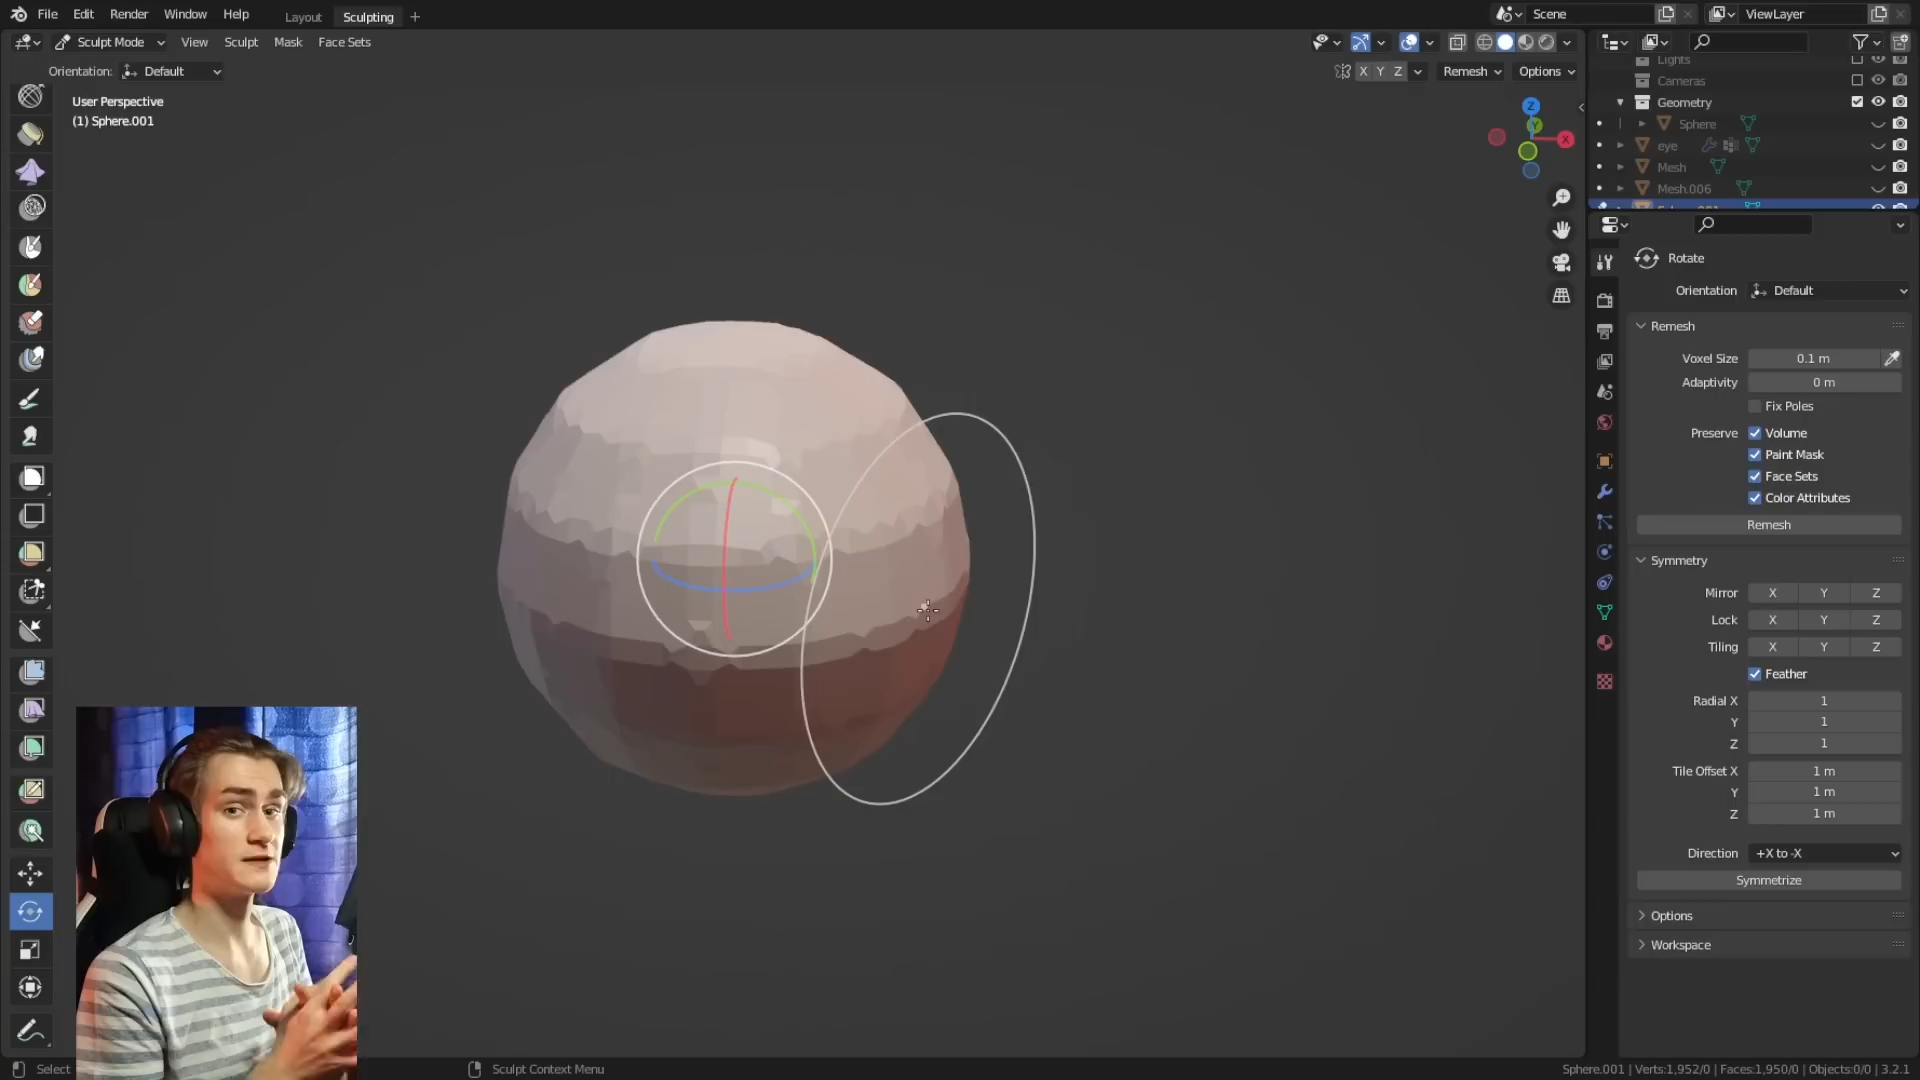 File Edit Render Window Help Layout Sculpting + Scene ViewLayer
Sculpt Mode View Sculpt Mask Face Sets
Orientation: Default X Y Z Remesh Options
User Perspective
(1) Sphere.001
Z
Y
X
Lights
Cameras
Geometry
Sphere
eye
Mesh
Mesh.006
Rotate
Orientation Default
Remesh
Voxel Size 0.1 m
Adaptivity 0 m
Fix Poles
Preserve Volume
Paint Mask
Face Sets
Color Attributes
Remesh
Symmetry
Mirror X Y Z
Lock X Y Z
Tiling X Y Z
Feather
Radial X 1
Y 1
Z 1
Tile Offset X 1 m
Y 1 m
Z 1 m
Direction +X to -X
Symmetrize
Options
Workspace
Select Sculpt Context Menu Sphere.001 | Verts:1,952/0 | Faces:1,950/0 | Objects:0/0 | 3.2.1